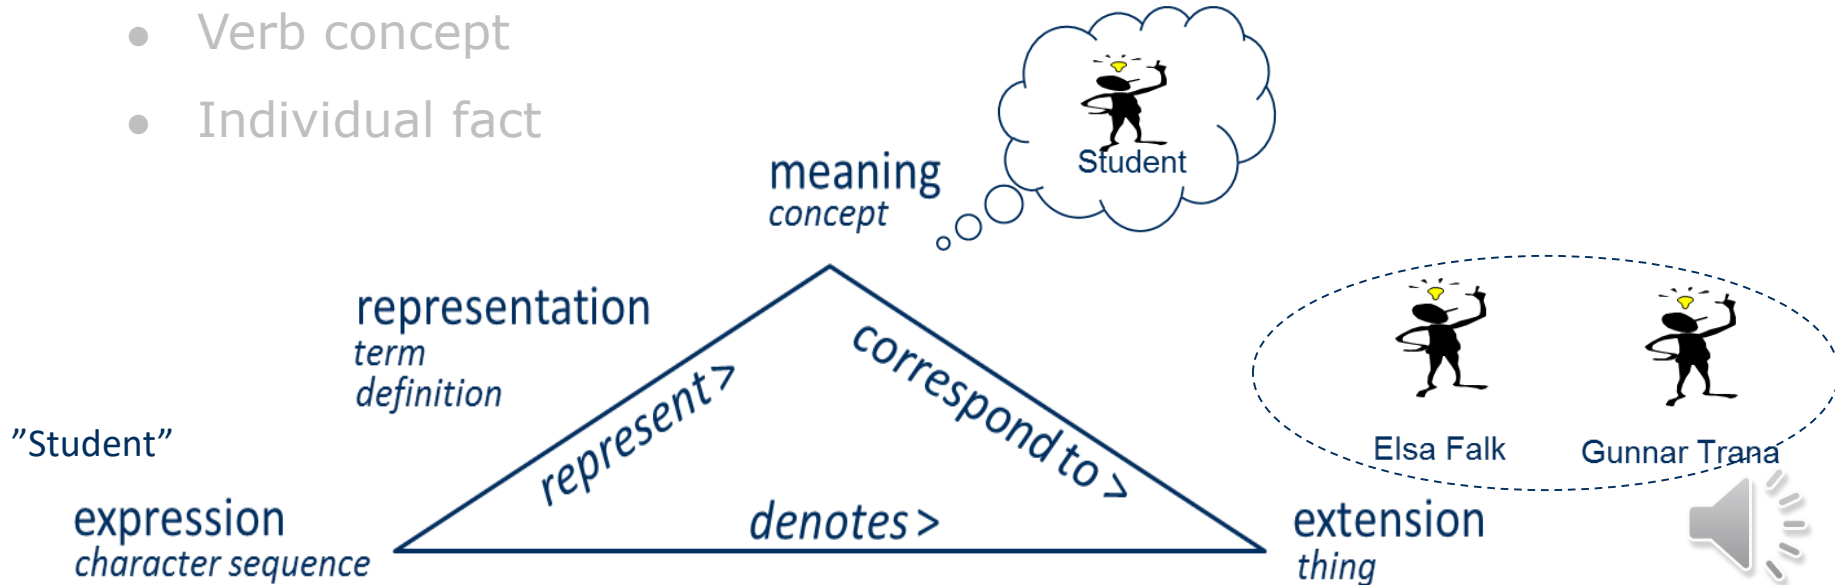 ● Verb concept
● Individual fact
Student
meaning
concept
representation
term
definition
represent >
correspond to >
”Student”
Elsa Falk
Gunnar Trana
expression
character sequence
denotes >
extension
thing